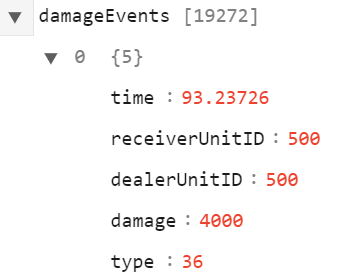 ▼ damageEvents [19272]
▼ 0 {5}
time : 93.23726
receiverUnitID : 500
dealerUnitID : 500
damage : 4000
type : 36